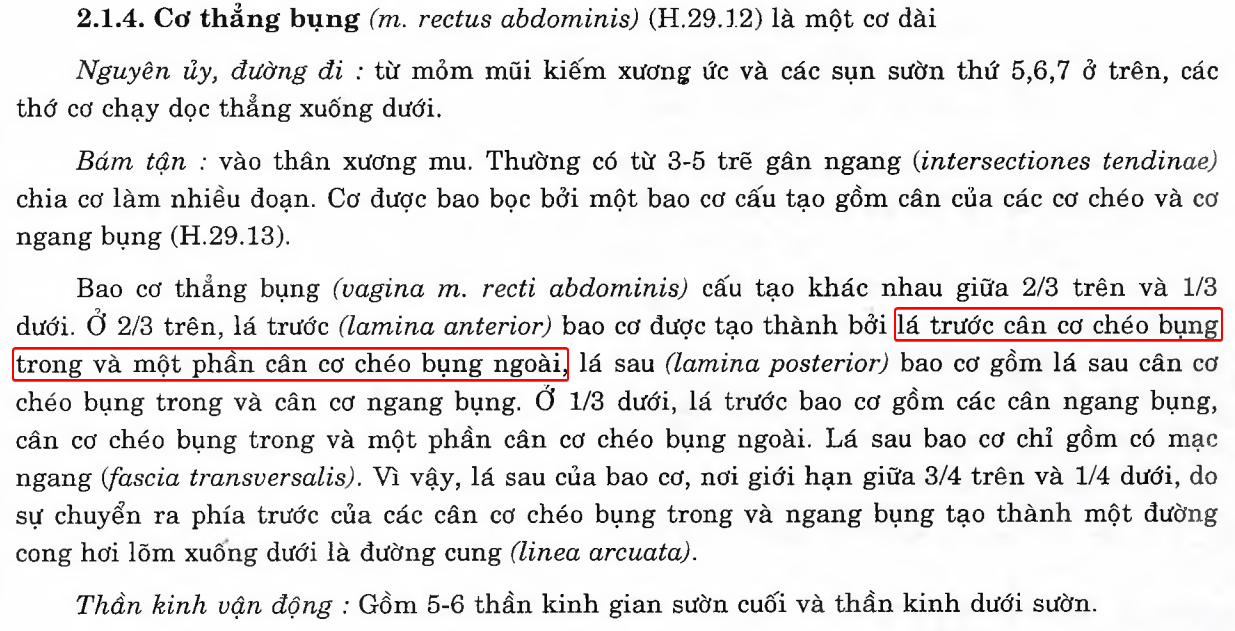 2.1.4. Cơ thẳng bụng (m. rectus abdominis) (H.29.12) là một cơ dài
Nguyên ủy, đường đi : từ mỏm mũi kiếm xương ức và các sụn sườn thứ 5,6,7 ở trên, các
thớ cơ chạy dọc thẳng xuống dưới.
Bám tận : vào thân xương mu. Thường có từ 3-5 trẽ gân ngang (intersectiones tendinae)
chia cơ làm nhiều đoạn. Cơ được bao bọc bởi một bao cơ cấu tạo gồm cân của các cơ chéo và cơ
ngang bụng (H.29.13).
Bao cơ thẳng bụng (vagina m. recti abdominis) cấu tạo khác nhau giữa 2/3 trên và 1/3
dưới. Ở 2/3 trên, lá trước (lamina anterior) bao cơ được tạo thành bởi lá trước cân cơ chéo bụng
trong và một phần cân cơ chéo bụng ngoài, lá sau (lamina posterior) bao cơ gồm lá sau cân cơ
chéo bụng trong và cân cơ ngang bụng. Ở 1/3 dưới, lá trước bao cơ gồm các cân ngang bụng,
cân cơ chéo bụng trong và một phần cân cơ chéo bụng ngoài. Lá sau bao cơ chỉ gồm có mạc
ngang (fascia transversalis). Vì vậy, lá sau của bao cơ, nơi giới hạn giữa 3/4 trên và 1/4 dưới, do
sự chuyển ra phía trước của các cân cơ chéo bụng trong và ngang bụng tạo thành một đường
cong hơi lõm xuống dưới là đường cung (linea arcuata).
Thần kinh vận động : Gồm 5-6 thần kinh gian sườn cuối và thần kinh dưới sườn.